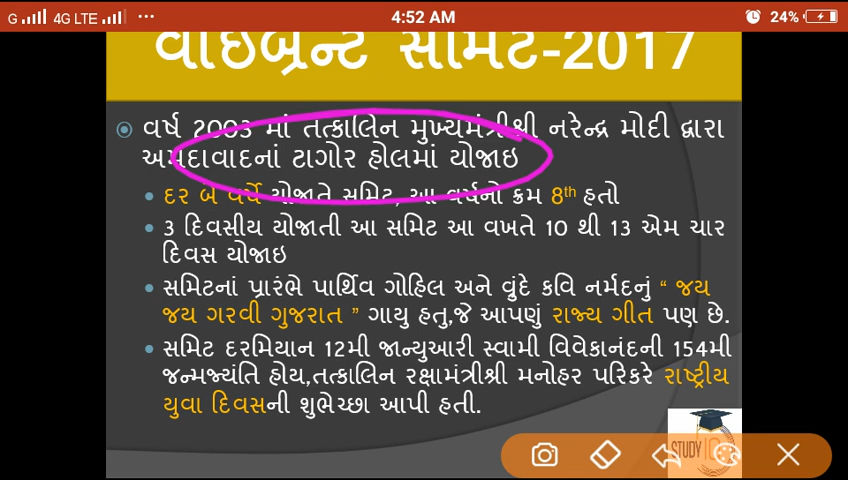 G 4G LTE ... 4:52 AM 24%
વાઇબ્રન્ટ સમિટ-2017
વર્ષ 2003 માં તત્કાલિન મુખ્યમંત્રીશ્રી નરેન્દ્ર મોદી દ્વારા
અમદાવાદનાં ટાગોર હોલમાં યોજાઇ
દર બે વર્ષે યોજાતે સમિટ, આ વર્ષનો ક્રમ 8th હતો
3 દિવસીય યોજાતી આ સમિટ આ વખતે 10 થી 13 એમ ચાર
દિવસ યોજાઇ
સમિટનાં પ્રારંભે પાર્થિવ ગોહિલ અને વૃંદે કવિ નર્મદનું “ જય
જય ગરવી ગુજરાત ” ગાયુ હતુ,જે આપણું રાજ્ય ગીત પણ છે.
સમિટ દરમિયાન 12મી જાન્યુઆરી સ્વામી વિવેકાનંદની 154મી
જન્મજ્યંતિ હોય,તત્કાલિન રક્ષામંત્રીશ્રી મનોહર પરિકરે રાષ્ટ્રીય
યુવા દિવસની શુભેચ્છા આપી હતી.
STUDY